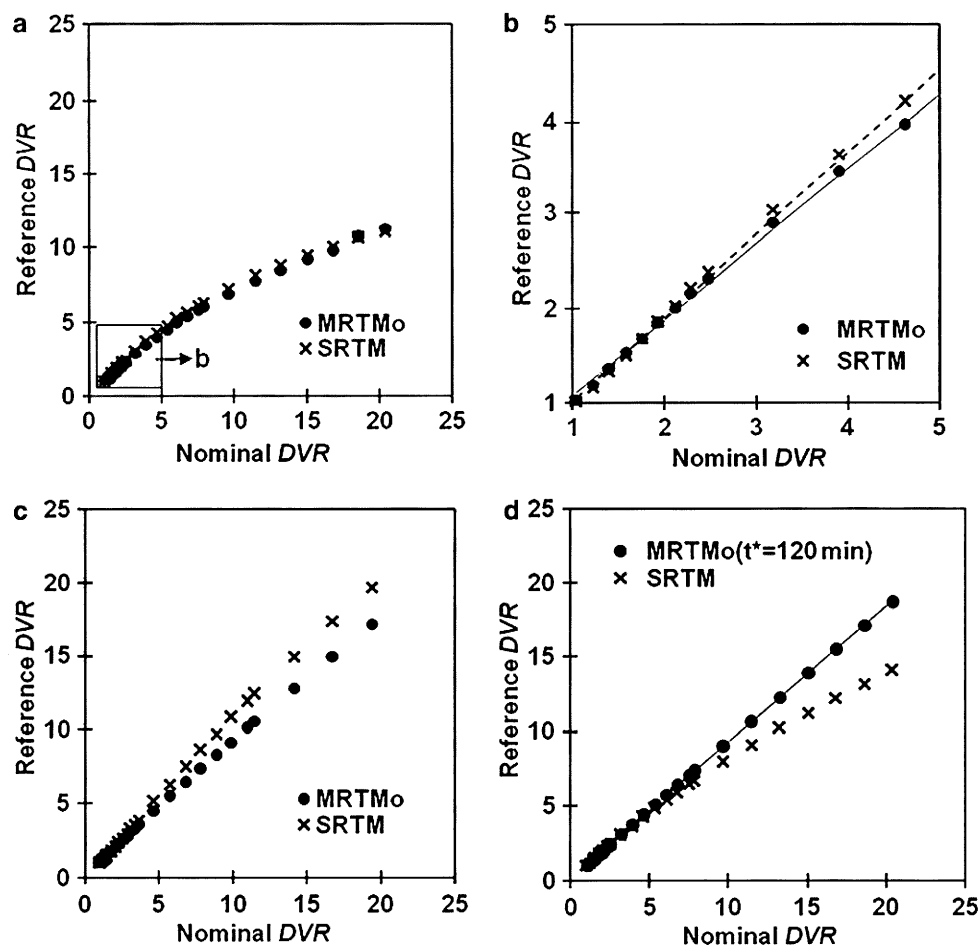 a
25
20
15
10
5
0
Reference DVR
MRTMo
SRTM
b
0 5 10 15 20 25
Nominal DVR
b
5
4
3
2
1
Reference DVR
MRTMo
SRTM
1 2 3 4 5
Nominal DVR
c
25
20
15
10
5
0
Reference DVR
MRTMo
SRTM
0 5 10 15 20 25
Nominal DVR
d
25
20
15
10
5
0
Reference DVR
MRTMo(t*=120 min)
SRTM
0 5 10 15 20 25
Nominal DVR